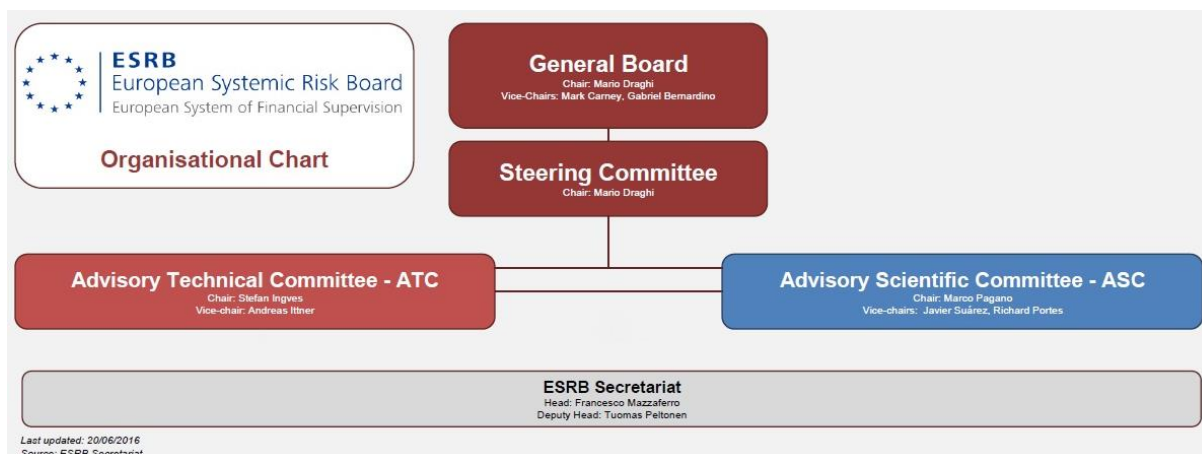 ESRB
European Systemic Risk Board
European System of Financial Supervision
Organisational Chart
General Board
Chair: Mario Draghi
Vice-Chairs: Mark Carney, Gabriel Bernardino
Steering Committee
Chair: Mario Draghi
Advisory Technical Committee - ATC
Chair: Stefan Ingves
Vice-chair: Andreas Ittner
Advisory Scientific Committee - ASC
Chair: Marco Pagano
Vice-chairs: Javier Suárez, Richard Portes
ESRB Secretariat
Head: Francesco Mazzaferro
Deputy Head: Tuomas Peltonen
Last updated: 20/06/2016
Source: ESRB Secretariat